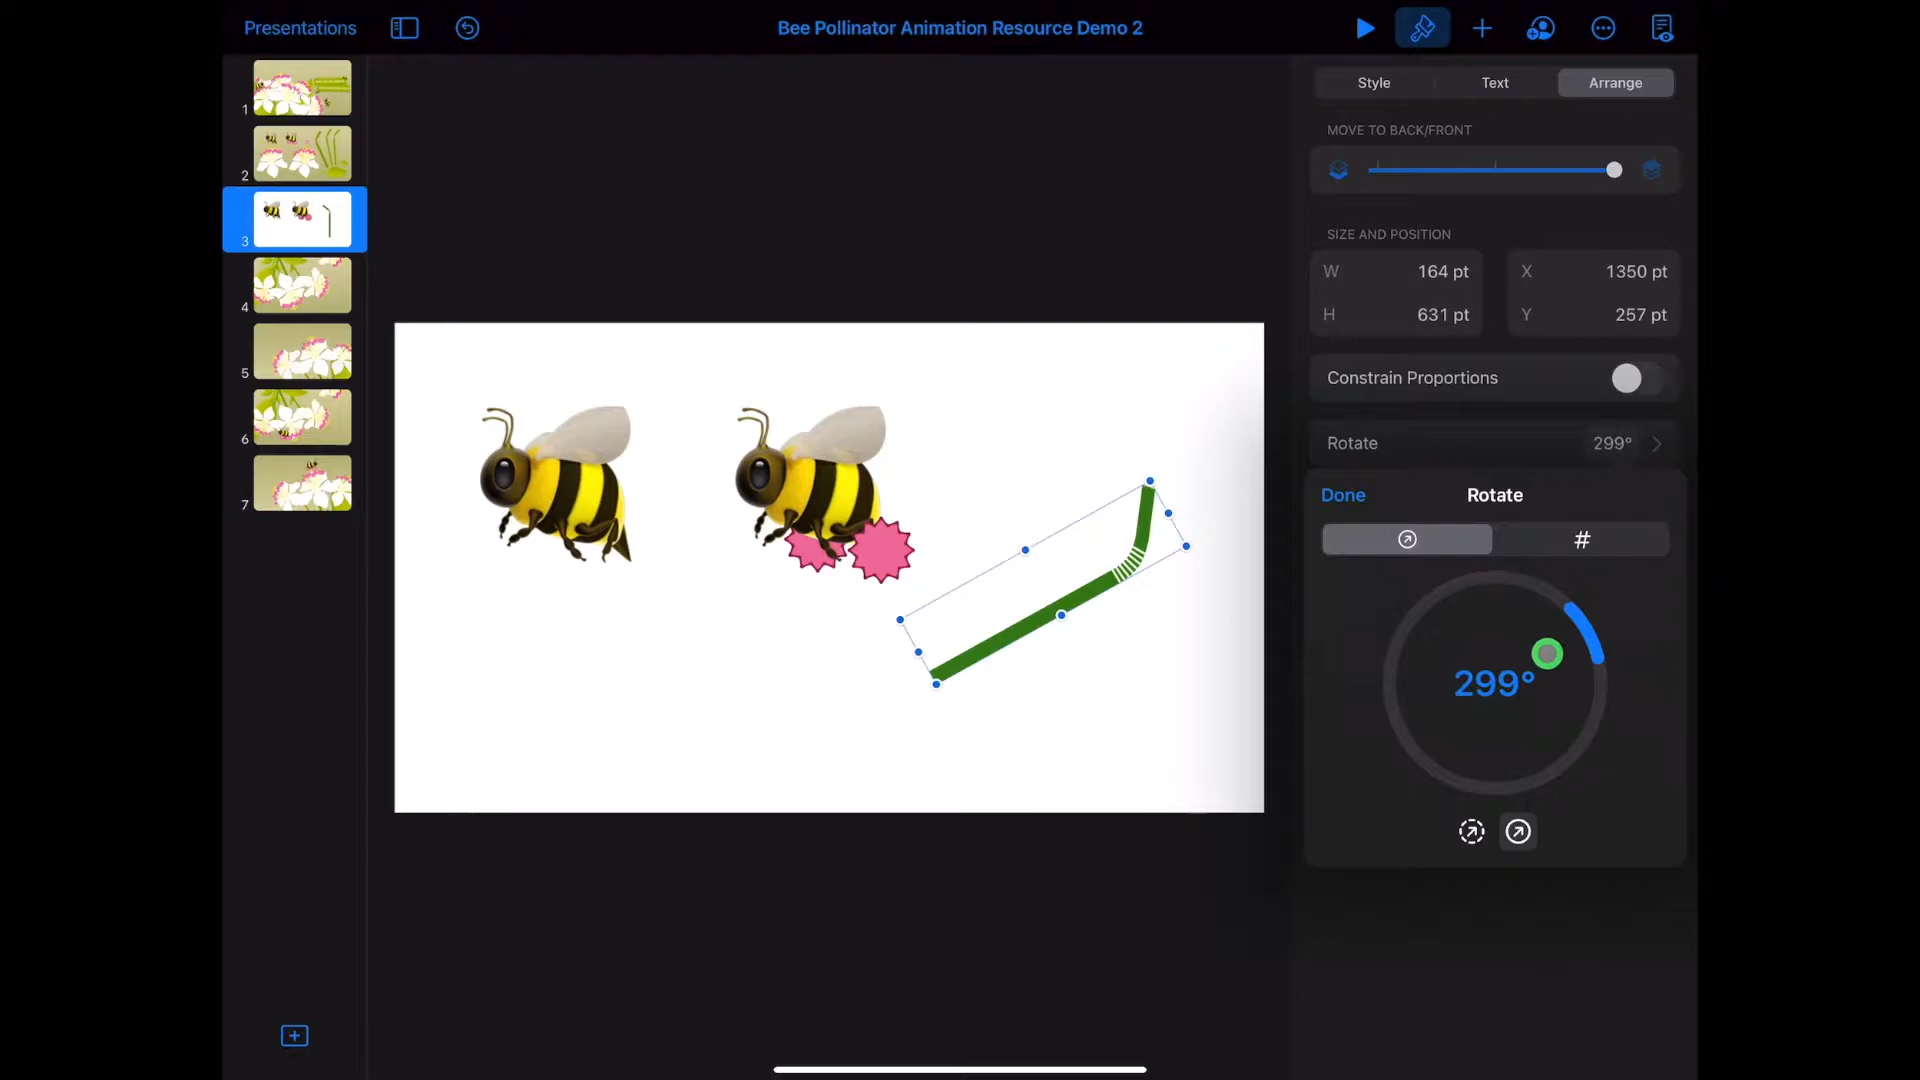 Presentations
Bee Pollinator Animation Resource Demo 2
Style
Text
Arrange
MOVE TO BACK/FRONT
SIZE AND POSITION
W 164 pt
X 1350 pt
H 631 pt
Y 257 pt
Constrain Proportions
Rotate 299°
Done
Rotate
#
299°
1
2
3
4
5
6
7